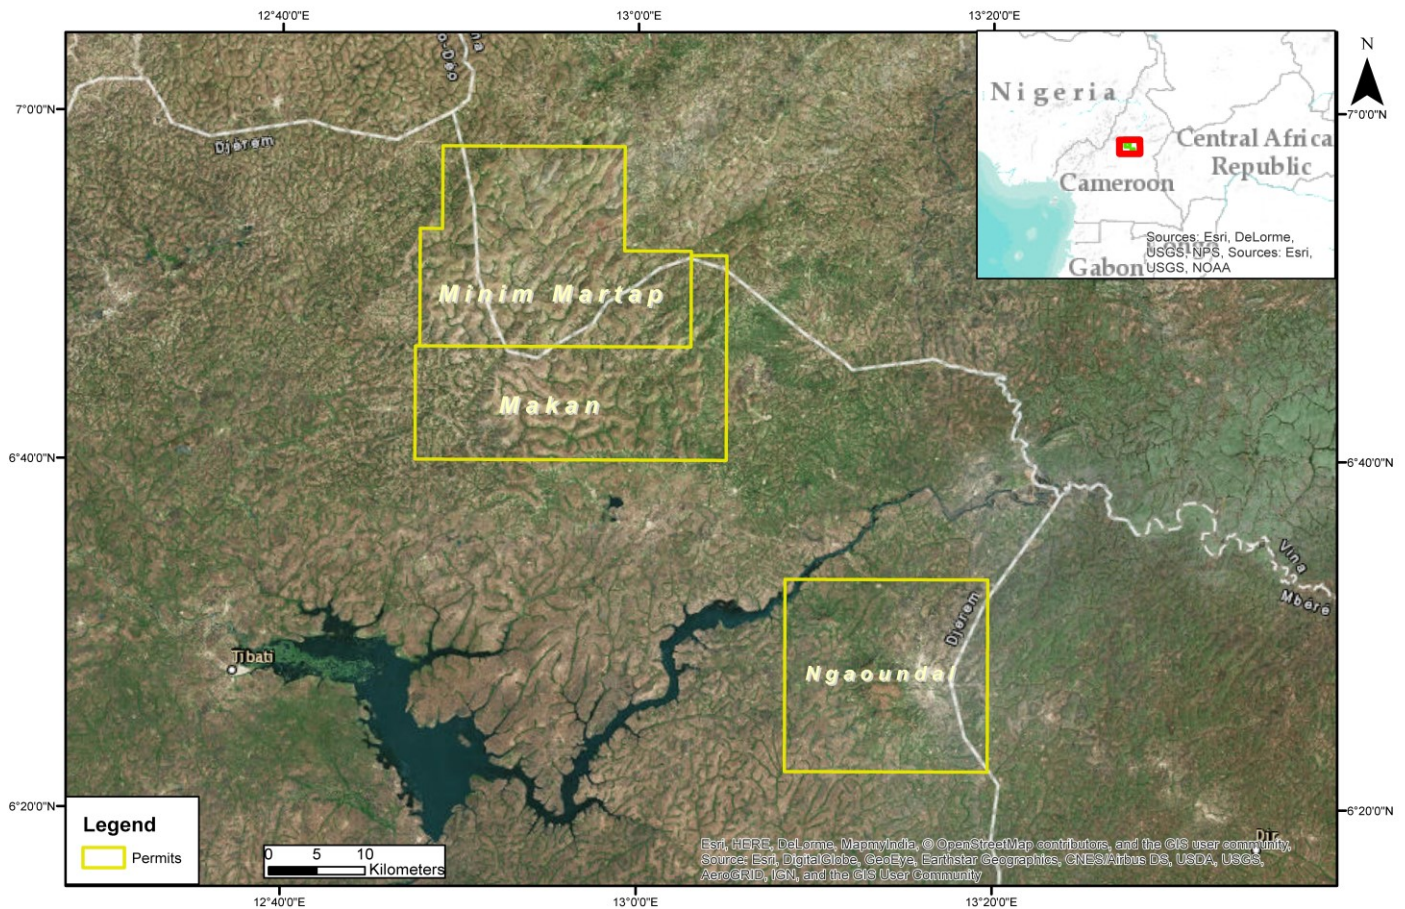 12°40'0"E
13°0'0"E
13°20'0"E
N
7°0'0"N
7°0'0"N
Djerem
Nigeria
Central Africa
Republic
Cameroon
Congo
Gabon
Sources: Esri, DeLorme,
USGS, NPS, Sources: Esri,
USGS, NOAA
Minim Martap
Makan
6°40'0"N
6°40'0"N
Vina
Mbéré
Djerem
Tibati
Ngaoundal
6°20'0"N
6°20'0"N
Legend
Permits
0 5 10
Kilometers
Dir
Esri, HERE, DeLorme, MapmyIndia, © OpenStreetMap contributors, and the GIS user community,
Source: Esri, DigitalGlobe, GeoEye, Earthstar Geographics, CNES/Airbus DS, USDA, USGS,
AeroGRID, IGN, and the GIS User Community
12°40'0"E
13°0'0"E
13°20'0"E